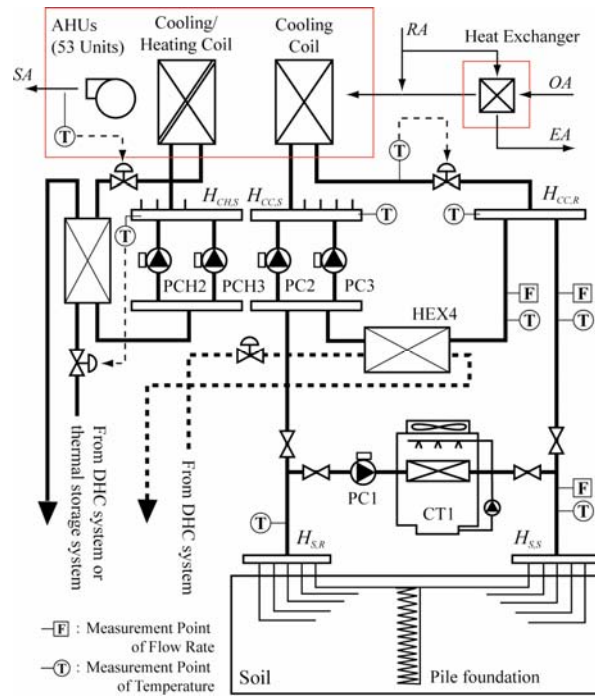 AHUs
(53 Units)
Cooling/
Heating Coil
Cooling
Coil
RA
Heat Exchanger
SA
OA
EA
T
T
H_CH,S
H_CC,S
T
T
H_CC,R
T
PCH2
PCH3
PC2
PC3
HEX4
F
F
T
T
From DHC system or
thermal storage system
From DHC system
PC1
CT1
F
T
T
H_S,R
H_S,S
F : Measurement Point
of Flow Rate
T : Measurement Point
of Temperature
Soil
Pile foundation